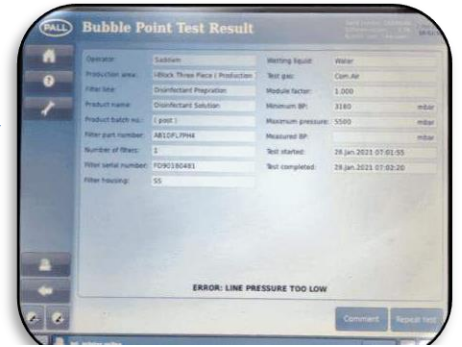 PALL Bubble Point Test Result
Operator: Saddam
Production area: i-Block Three Piece ( Production
Filter line: Disinfectant Prepration
Product name: Disinfectant Solution
Product batch no.: ( post )
Filter part number: AB1DFL7PH4
Number of filters: 1
Filter serial number: FD90180481
Filter housing: SS
Wetting liquid: Water
Test gas: Com.Air
Module factor: 1.000
Minimum BP: 3180 mbar
Maximum pressure: 5500 mbar
Measured BP: mbar
Test started: 26.Jan.2021 07:01:55
Test completed: 26.Jan.2021 07:02:20
ERROR: LINE PRESSURE TOO LOW
Comment Repeat test